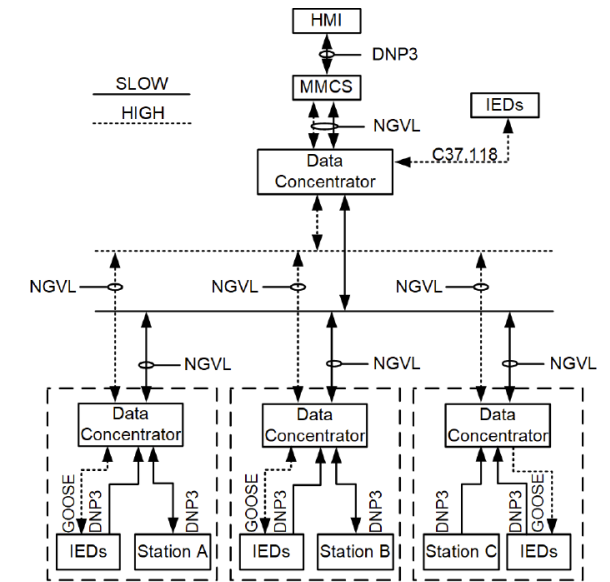 HMI
DNP3
SLOW
MMCS
HIGH
IEDs
NGVL
Data
Concentrator
C37.118
NGVL
NGVL
NGVL
NGVL
NGVL
NGVL
Data
Concentrator
Data
Concentrator
Data
Concentrator
GOOSE
DNP3
DNP3
GOOSE
DNP3
DNP3
DNP3
DNP3
GOOSE
IEDs
Station A
IEDs
Station B
Station C
IEDs